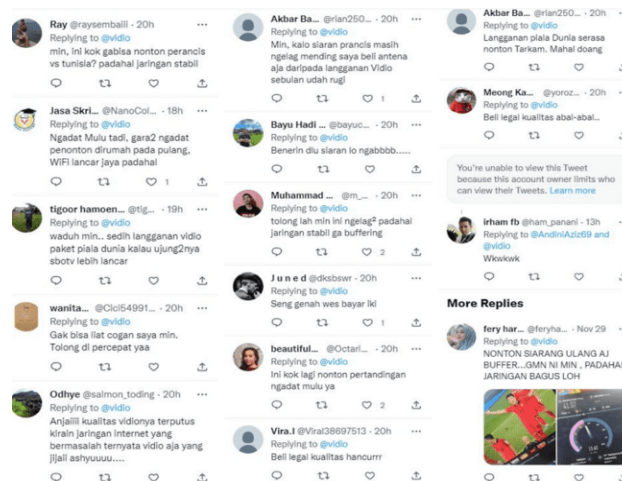 Ray @raysembaiil · 20h
min, ini kok gabisa nonton perancis
vs tunisia? padahal jaringan stabil
Jasa Skri... @NanoCol... · 18h
Replying to @vidio
Ngadat Mulu tadi, gara2 ngadat
penonton dirumah pada pulang,
WIFI lancar jaya padahal
1
tigoor hamoen... @tig... · 19h
Replying to @vidio
waduh min.. sedih langganan vidio
paket piala dunia kalau ujung2nya
sbotv lebih lancar
wanita... @Cicl54991... · 20h
Replying to @vidio
Gak bisa liat cogan saya min.
Tolong di percepat yaa
Odhye @salmon_toding · 20h
Replying to @vidio
Anjaiii kualitas vidionya terputus
kirain jaringan internet yang
bermasalah ternyata vidio aja yang
jijali ashyuuuu....
Akbar Ba... @rian250... · 20h
Replying to @vidio
Min, kalo siaran prancis masih
ngelag mending saya beli antena
aja daripada langganan Vidio
sebulan udah rugi
1
Bayu Hadi ... @bayuc... · 20h
Replying to @vidio
Benerin diu siaran lo ngabbbb.....
Muhammad ... @m_... · 20h
Replying to @vidio
tolong lah min ini ngelag² padahal
jaringan stabil ga buffering
2
J u n e d @dksbswr · 20h
Replying to @vidio
Seng genah wes bayar iki
1
beautiful... @Octari... · 20h
Replying to @vidio
Ini kok lagi nonton pertandingan
ngadat mulu ya
2
Vira.I @Viral38697513 · 20h
Replying to @vidio
Beli legal kualitas hancurrr
Akbar Ba... @rian250... · 20h
Replying to @vidio
Langganan piala Dunia serasa
nonton Tarkam. Mahal doang
Meong Ka... @yoroz... · 20h
Replying to @vidio
Beli legal kualitas abal-abal..
You're unable to view this Tweet
because this account owner limits who
can view their Tweets. Learn more
irham fb @ham_panani · 13h
Replying to @AndiniAziz69 and
@vidio
Wkwkwk
More Replies
fery har... @feryha... · Nov 29
Replying to @vidio
NONTON SIARANG ULANG AJ
BUFFER...GMN NI MIN , PADAHA
JARINGAN BAGUS LOH